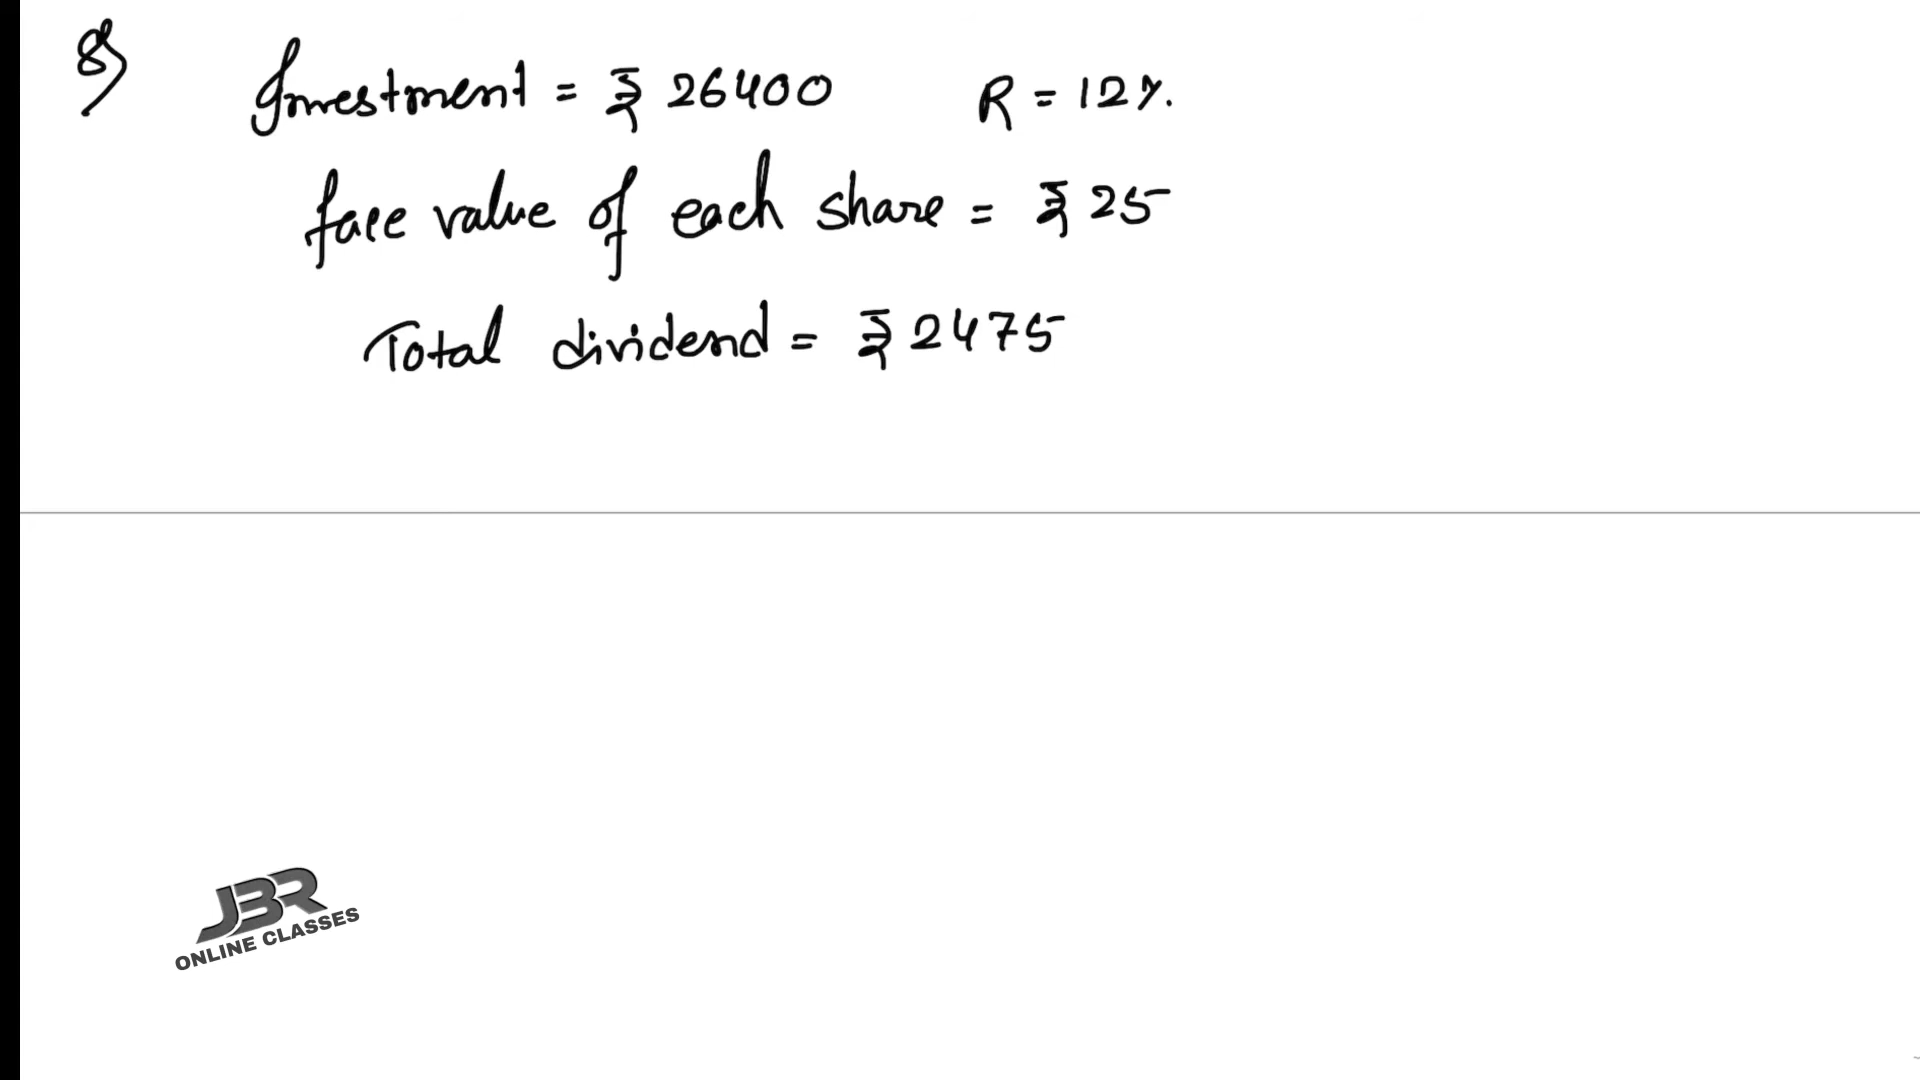 8)
Investment = ₹ 26400 R = 12%.
face value of each share = ₹ 25
Total dividend = ₹ 2475
JBR
ONLINE CLASSES